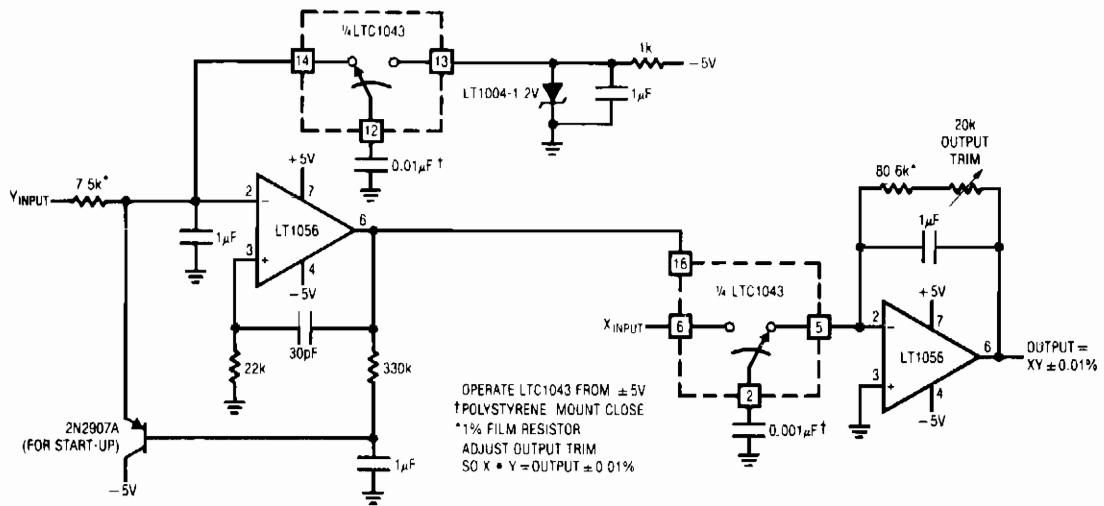 ¼ LTC1043
14
13
12
1k
−5V
LT1004-1 2V
1µF
0.01µF †
20k
OUTPUT
TRIM
80 6k*
1µF
Y INPUT
7 5k*
1µF
+5V
2
7
−
LT1056
6
3
+
4
−5V
30pF
22k
330k
2N2907A
(FOR START-UP)
−5V
1µF
16
¼ LTC1043
X INPUT
6
5
2
0.001µF †
+5V
2
7
−
LT1056
6
3
+
4
−5V
OUTPUT =
XY ± 0.01%
OPERATE LTC1043 FROM ±5V
† POLYSTYRENE MOUNT CLOSE
*1% FILM RESISTOR
ADJUST OUTPUT TRIM
SO X • Y = OUTPUT ± 0 01%